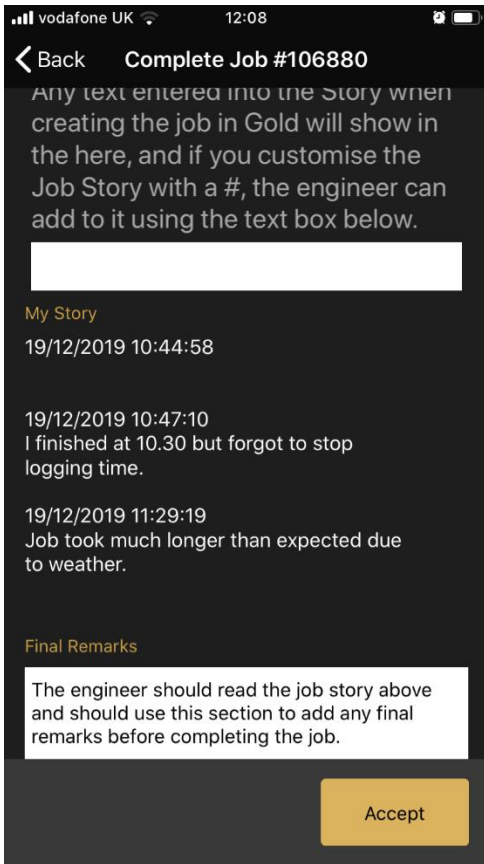 vodafone UK 12:08
Back Complete Job #106880
Any text entered into the Story when
creating the job in Gold will show in
the here, and if you customise the
Job Story with a #, the engineer can
add to it using the text box below.
My Story
19/12/2019 10:44:58
19/12/2019 10:47:10
I finished at 10.30 but forgot to stop
logging time.
19/12/2019 11:29:19
Job took much longer than expected due
to weather.
Final Remarks
The engineer should read the job story above
and should use this section to add any final
remarks before completing the job.
Accept